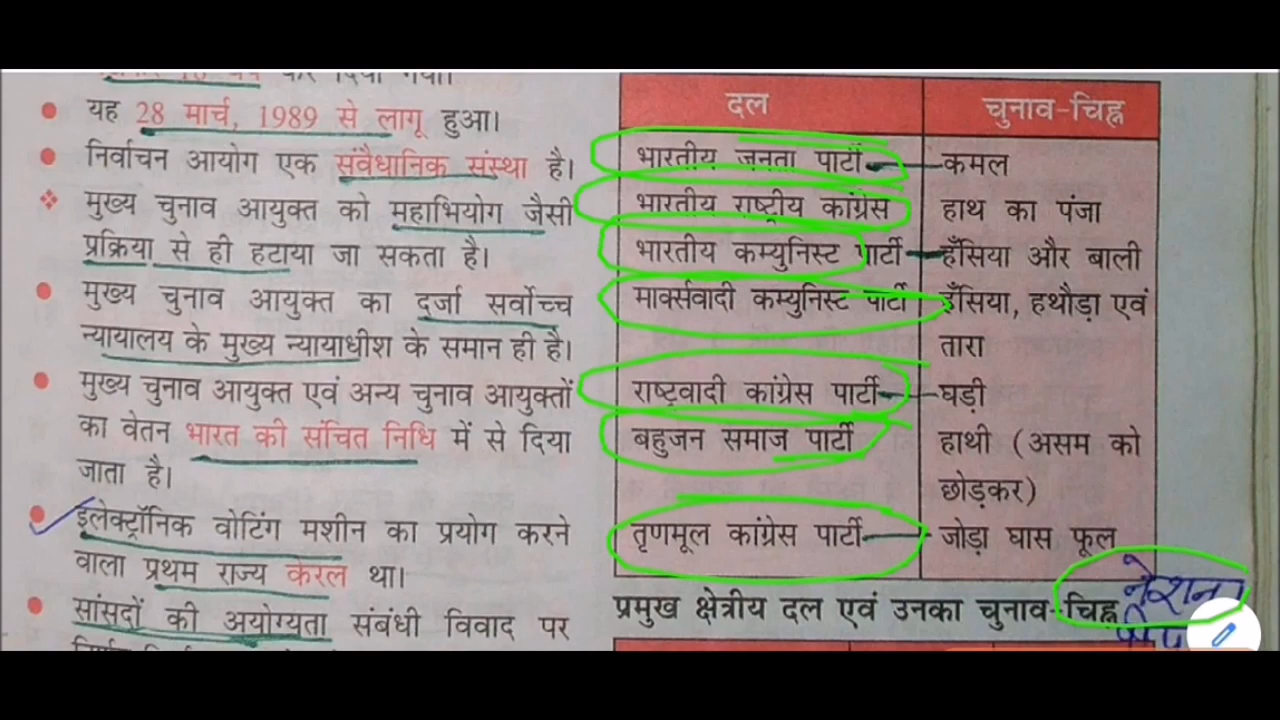 कर दिया गया।
यह 28 मार्च, 1989 से लागू हुआ।
निर्वाचन आयोग एक संवैधानिक संस्था है।
मुख्य चुनाव आयुक्त को महाभियोग जैसी
प्रक्रिया से ही हटाया जा सकता है।
मुख्य चुनाव आयुक्त का दर्जा सर्वोच्च
न्यायालय के मुख्य न्यायाधीश के समान ही है।
मुख्य चुनाव आयुक्त एवं अन्य चुनाव आयुक्तों
का वेतन भारत की संचित निधि में से दिया
जाता है।
इलेक्ट्रॉनिक वोटिंग मशीन का प्रयोग करने
वाला प्रथम राज्य केरल था।
सांसदों की अयोग्यता संबंधी विवाद पर
दल चुनाव-चिह्न
भारतीय जनता पार्टी कमल
भारतीय राष्ट्रीय कांग्रेस हाथ का पंजा
भारतीय कम्युनिस्ट पार्टी हँसिया और बाली
मार्क्सवादी कम्युनिस्ट पार्टी हँसिया, हथौड़ा एवं
तारा
राष्ट्रवादी कांग्रेस पार्टी घड़ी
बहुजन समाज पार्टी हाथी (असम को
छोड़कर)
तृणमूल कांग्रेस पार्टी जोड़ा घास फूल
प्रमुख क्षेत्रीय दल एवं उनका चुनाव-चिह्न